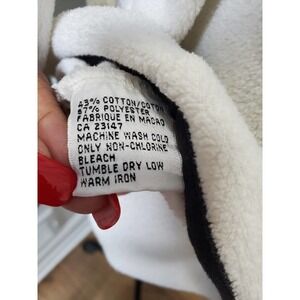 43% COTTON/COTON
57% POLYESTER
FABRIQUE EN MACAO
CA 23147
MACHINE WASH COLD
ONLY NON-CHLORINE
BLEACH
TUMBLE DRY LOW
WARM IRON